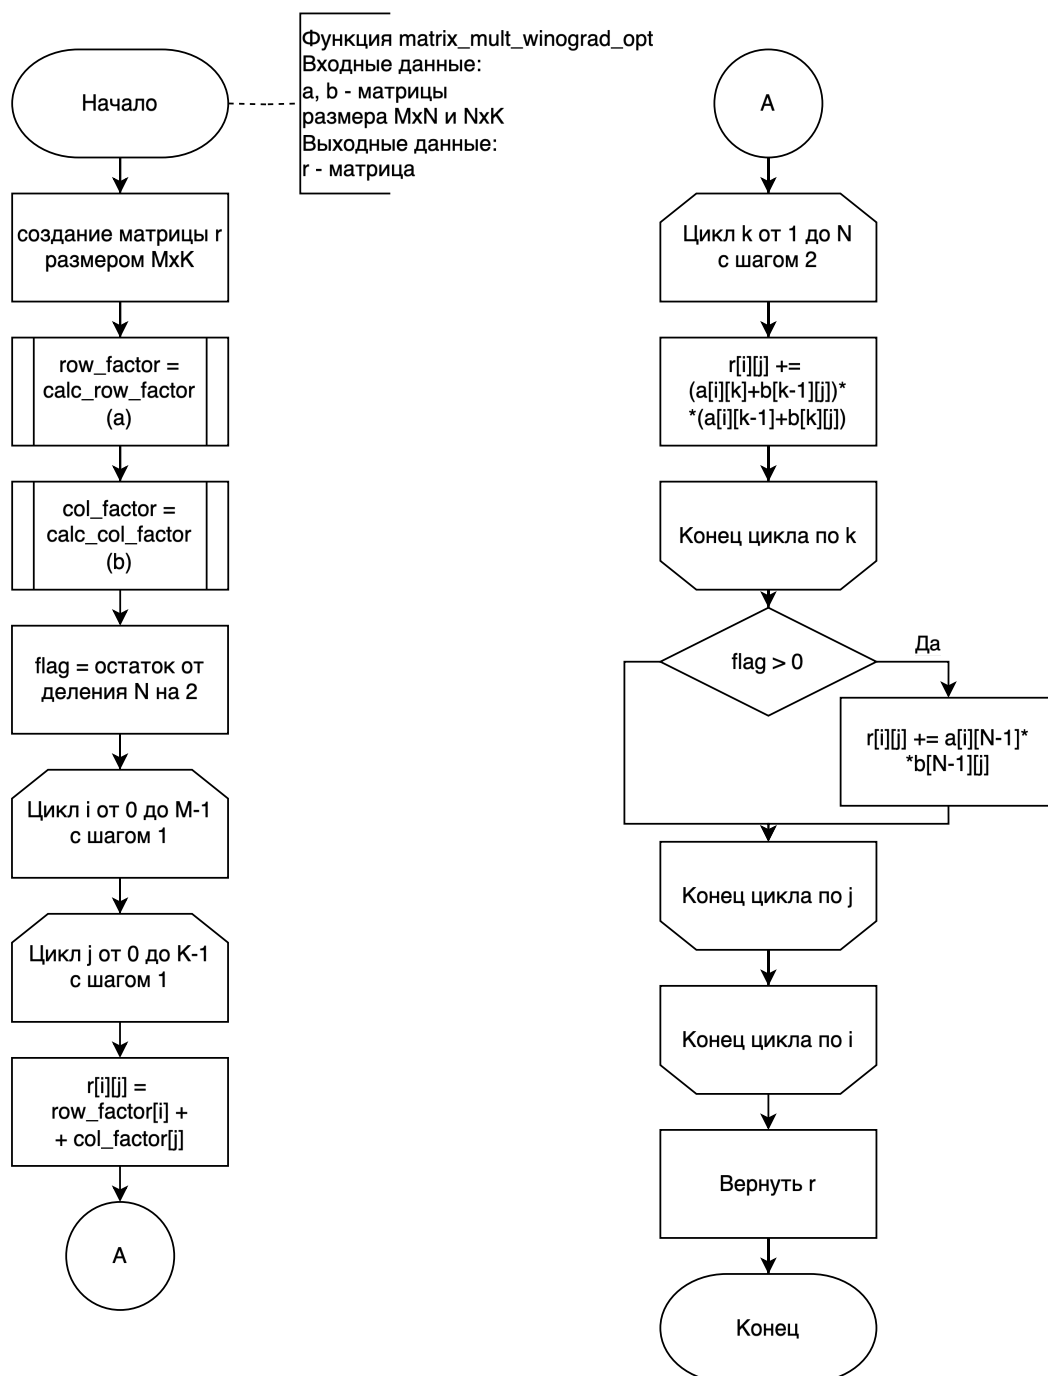 Начало
Функция matrix_mult_winograd_opt
Входные данные:
a, b - матрицы
размера MxN и NxK
Выходные данные:
r - матрица
создание матрицы r
размером MxK
row_factor =
calc_row_factor
(a)
col_factor =
calc_col_factor
(b)
flag = остаток от
деления N на 2
Цикл i от 0 до M-1
с шагом 1
Цикл j от 0 до K-1
с шагом 1
r[i][j] =
row_factor[i] +
+ col_factor[j]
A
A
Цикл k от 1 до N
с шагом 2
r[i][j] +=
(a[i][k]+b[k-1][j])*
*(a[i][k-1]+b[k][j])
Конец цикла по k
flag > 0
Да
r[i][j] += a[i][N-1]*
*b[N-1][j]
Конец цикла по j
Конец цикла по i
Вернуть r
Конец